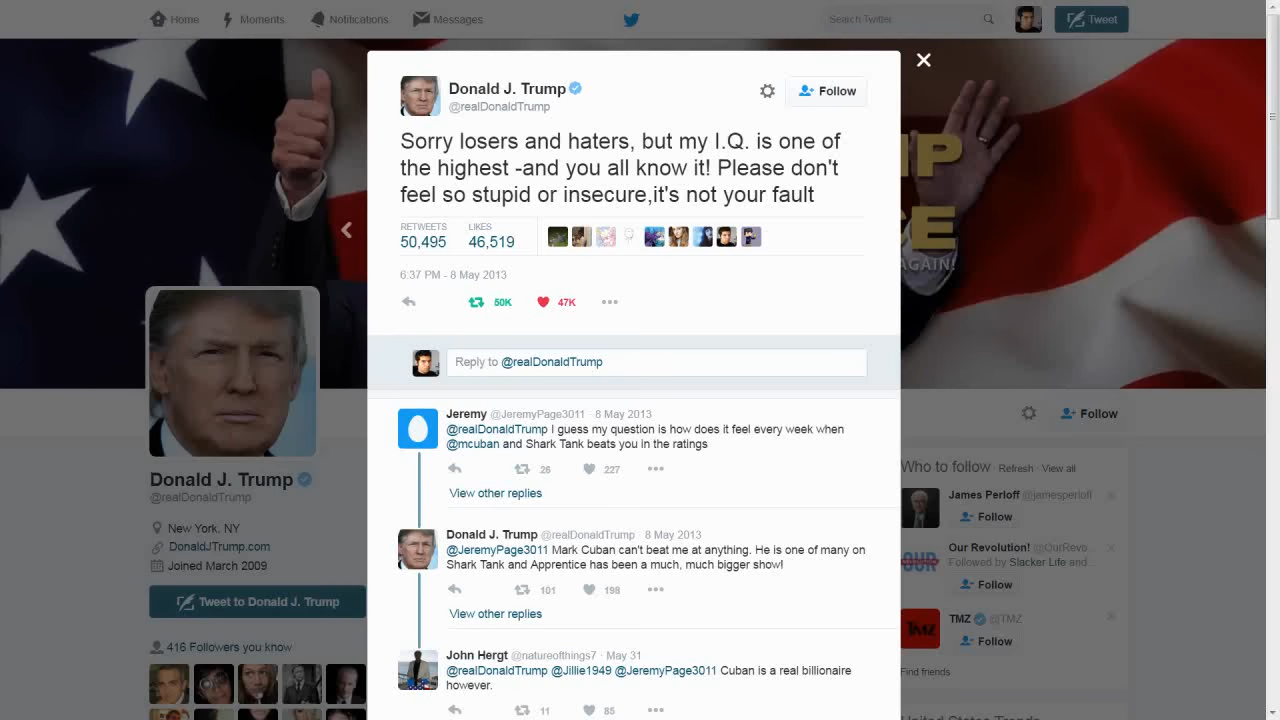 Home
Moments
Notifications
Messages
Search Twitter
Tweet
Donald J. Trump
@realDonaldTrump
Follow
Sorry losers and haters, but my I.Q. is one of
the highest -and you all know it! Please don't
feel so stupid or insecure,it's not your fault
RETWEETS LIKES
50,495 46,519
6:37 PM - 8 May 2013
50K 47K
Reply to @realDonaldTrump
Jeremy @JeremyPage3011 · 8 May 2013
@realDonaldTrump I guess my question is how does it feel every week when
@mcuban and Shark Tank beats you in the ratings
26 227
View other replies
Donald J. Trump @realDonaldTrump · 8 May 2013
@JeremyPage3011 Mark Cuban can't beat me at anything. He is one of many on
Shark Tank and Apprentice has been a much, much bigger show!
101 198
View other replies
John Hergt @natureofthings7 · May 31
@realDonaldTrump @Jillie1949 @JeremyPage3011 Cuban is a real billionaire
however.
11 85
Donald J. Trump
@realDonaldTrump
New York, NY
DonaldJTrump.com
Joined March 2009
Tweet to Donald J. Trump
416 Followers you know
AGAIN!
Follow
Who to follow · Refresh · View all
James Perloff @jamesperloff
Follow
Our Revolution! @OurRevo...
Followed by Slacker Life and...
Follow
OUR
TMZ @TMZ
TMZ
Follow
Find friends
United States Trends